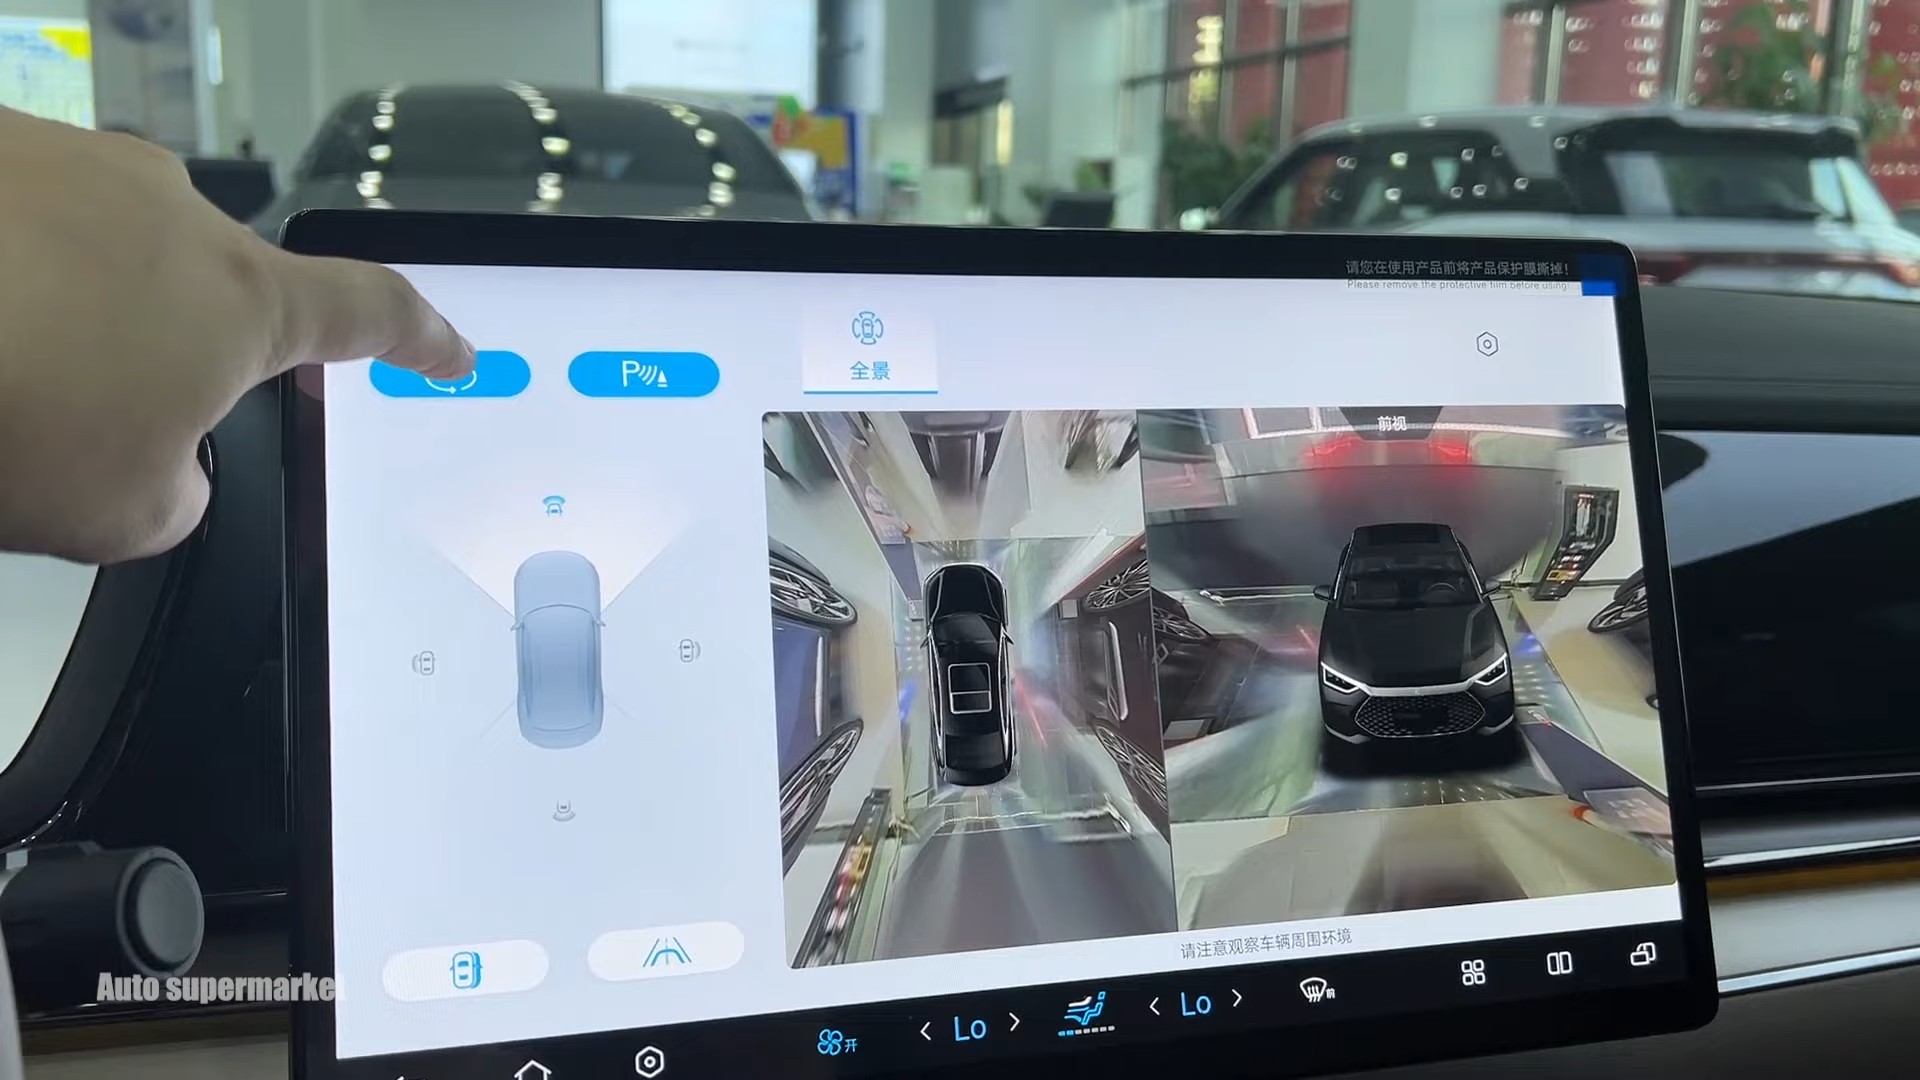 请您在使用产品前将产品保护膜撕掉!
Please remove the protective film before using!
P
全景
前视
请注意观察车辆周围环境
Auto supermarket
开
< Lo >
< Lo >
前